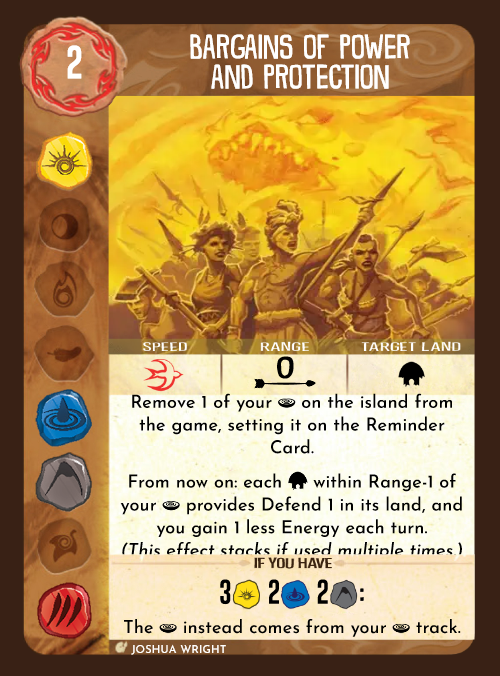 2
BARGAINS OF POWER
AND PROTECTION
SPEED RANGE TARGET LAND
0
Remove 1 of your on the island from
the game, setting it on the Reminder
Card.
From now on: each within Range-1 of
your provides Defend 1 in its land, and
you gain 1 less Energy each turn.
(This effect stacks if used multiple times.)
IF YOU HAVE
3 2 2 :
The instead comes from your track.
JOSHUA WRIGHT